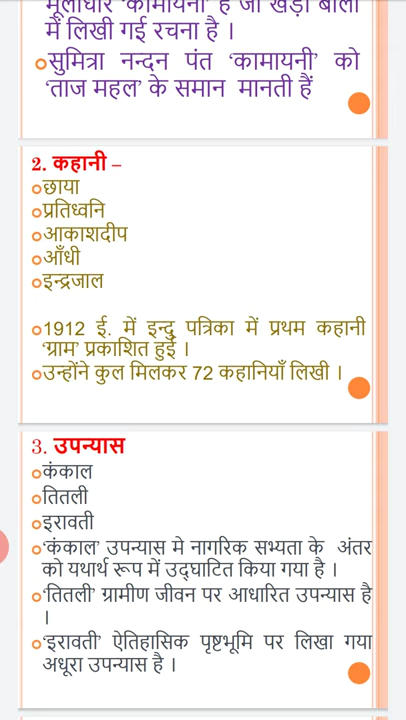 मूलाधार 'कामायनी' है जो खड़ी बोली
में लिखी गई रचना है ।
सुमित्रा नन्दन पंत 'कामायनी' को
'ताज महल' के समान मानती हैं
2. कहानी –
छाया
प्रतिध्वनि
आकाशदीप
आँधी
इन्द्रजाल
1912 ई. में इन्दु पत्रिका में प्रथम कहानी
'ग्राम' प्रकाशित हुई ।
उन्होंने कुल मिलकर 72 कहानियाँ लिखी ।
3. उपन्यास
कंकाल
तितली
इरावती
'कंकाल' उपन्यास मे नागरिक सभ्यता के अंतर
को यथार्थ रूप में उद्घाटित किया गया है ।
'तितली' ग्रामीण जीवन पर आधारित उपन्यास है
।
'इरावती' ऐतिहासिक पृष्टभूमि पर लिखा गया
अधूरा उपन्यास है ।